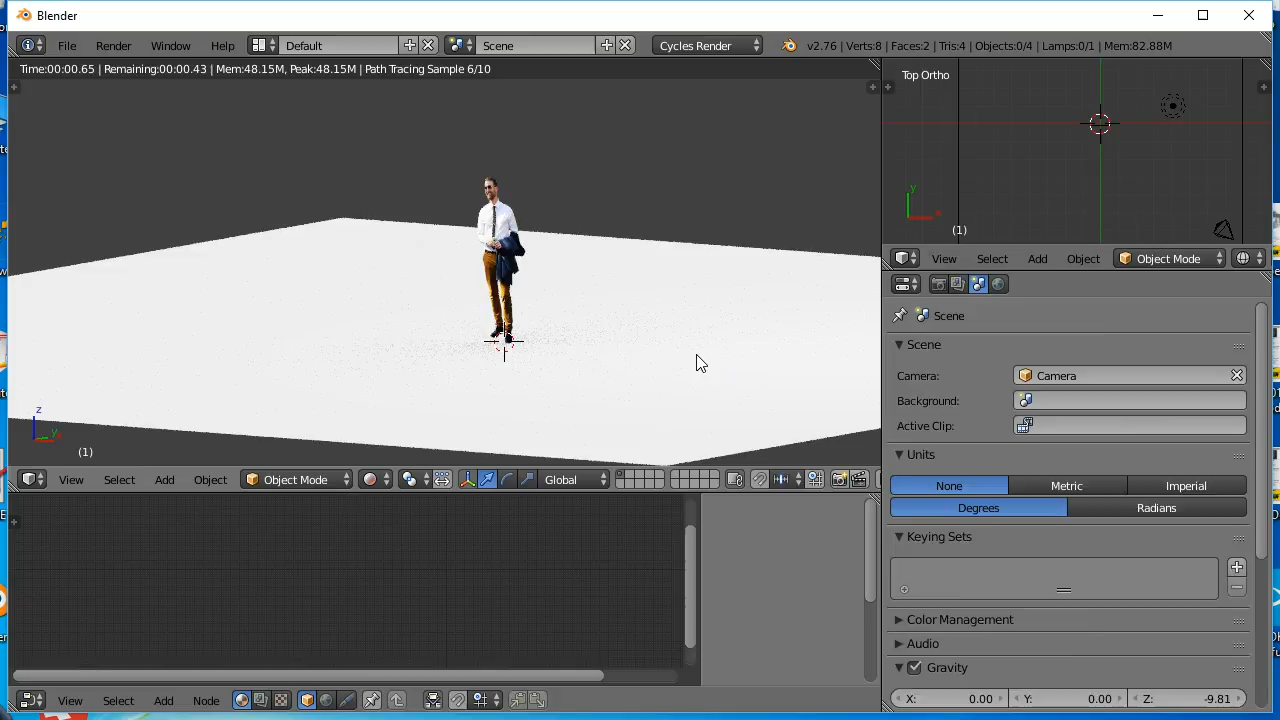 Blender
File Render Window Help Default Scene Cycles Render v2.76 | Verts:8 | Faces:2 | Tris:4 | Objects:0/4 | Lamps:0/1 | Mem:82.88M
Time:00:00.65 | Remaining:00:00.43 | Mem:48.15M, Peak:48.15M | Path Tracing Sample 6/10
Top Ortho
y
x
(1)
View Select Add Object Object Mode
Scene
Scene
Camera: Camera
Background:
Active Clip:
z
y
x
(1)
Units
View Select Add Object Object Mode Global
None Metric Imperial
Degrees Radians
Keying Sets
Color Management
Audio
Gravity
X: 0.00 Y: 0.00 Z: -9.81
View Select Add Node